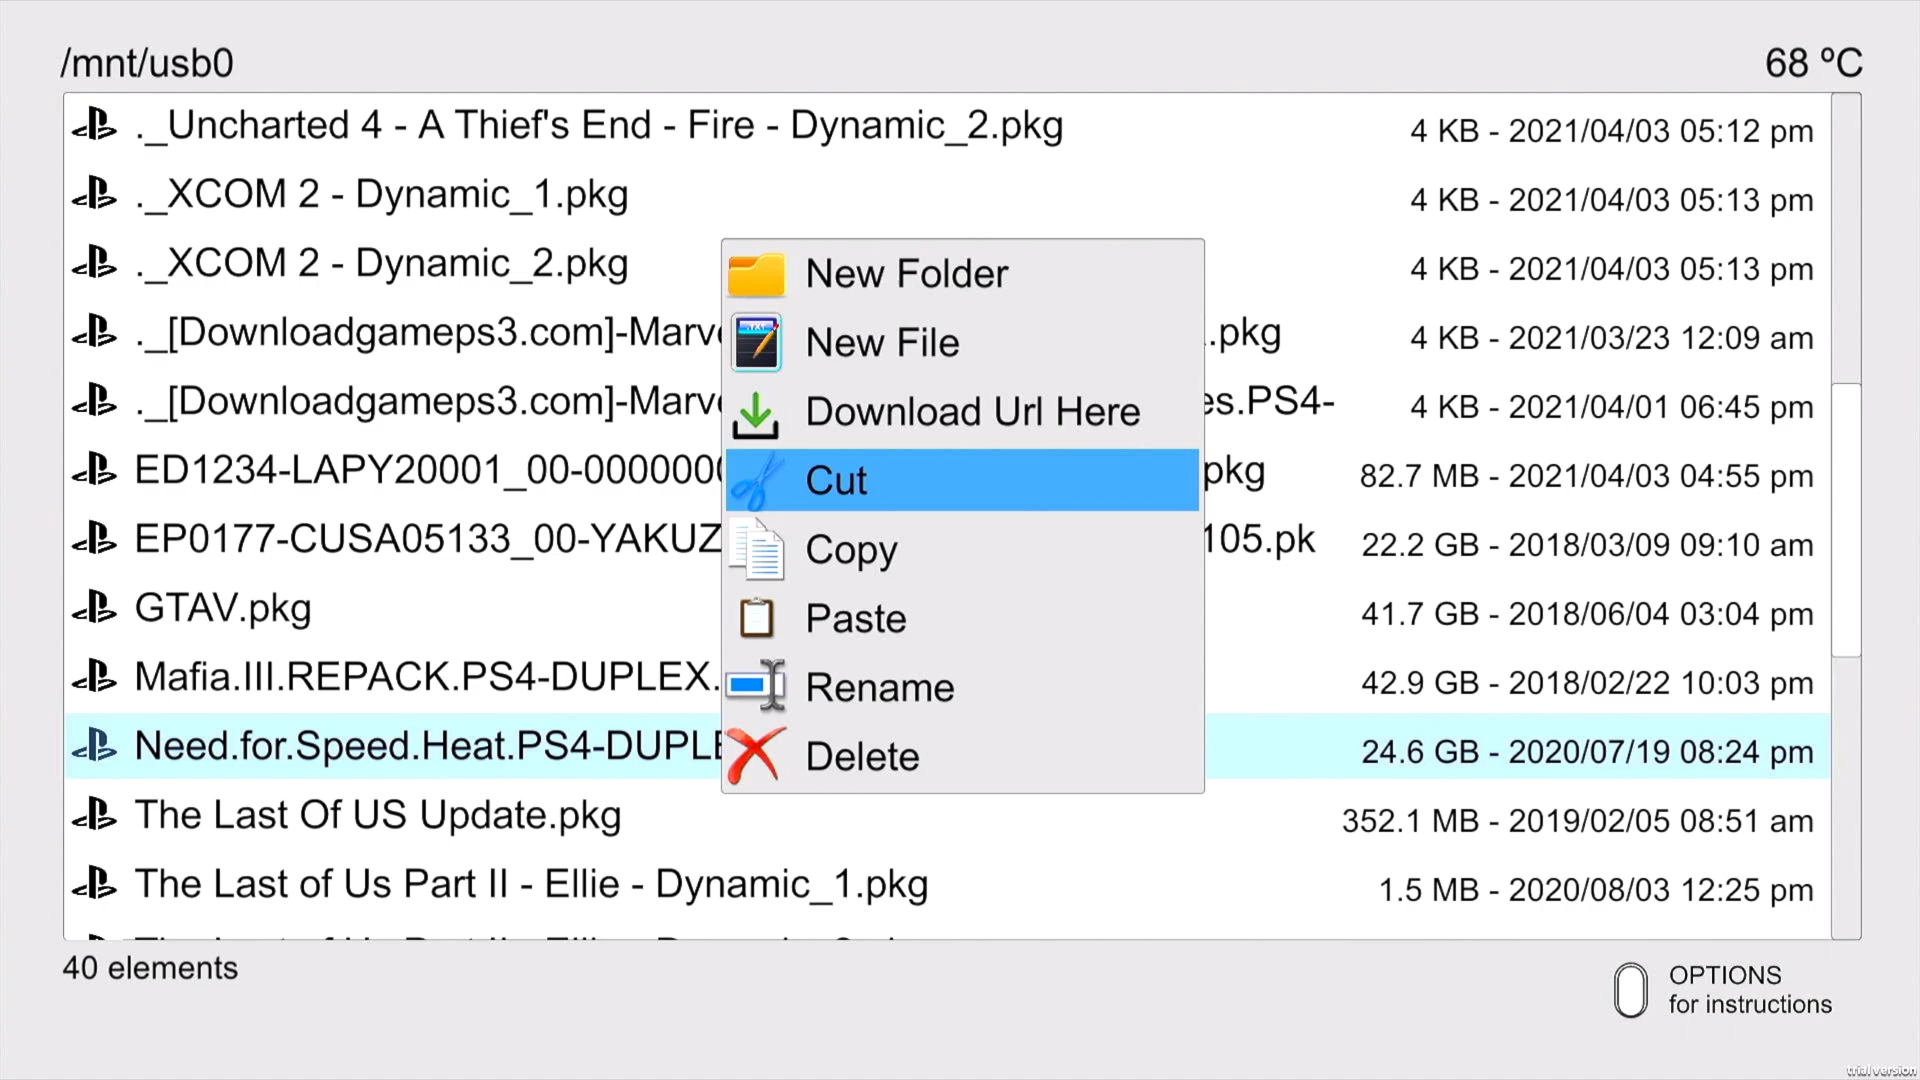 /mnt/usb0
68 ºC
._Uncharted 4 - A Thief's End - Fire - Dynamic_2.pkg 4 KB - 2021/04/03 05:12 pm
._XCOM 2 - Dynamic_1.pkg 4 KB - 2021/04/03 05:13 pm
._XCOM 2 - Dynamic_2.pkg 4 KB - 2021/04/03 05:13 pm
._[Downloadgameps3.com]-Marv .pkg 4 KB - 2021/03/23 12:09 am
._[Downloadgameps3.com]-Marv es.PS4- 4 KB - 2021/04/01 06:45 pm
ED1234-LAPY20001_00-000000 pkg 82.7 MB - 2021/04/03 04:55 pm
EP0177-CUSA05133_00-YAKUZ 105.pk 22.2 GB - 2018/03/09 09:10 am
GTAV.pkg 41.7 GB - 2018/06/04 03:04 pm
Mafia.III.REPACK.PS4-DUPLEX. 42.9 GB - 2018/02/22 10:03 pm
Need.for.Speed.Heat.PS4-DUPLE 24.6 GB - 2020/07/19 08:24 pm
The Last Of US Update.pkg 352.1 MB - 2019/02/05 08:51 am
The Last of Us Part II - Ellie - Dynamic_1.pkg 1.5 MB - 2020/08/03 12:25 pm
New Folder
New File
Download Url Here
Cut
Copy
Paste
Rename
Delete
40 elements
OPTIONS
for instructions
trial version